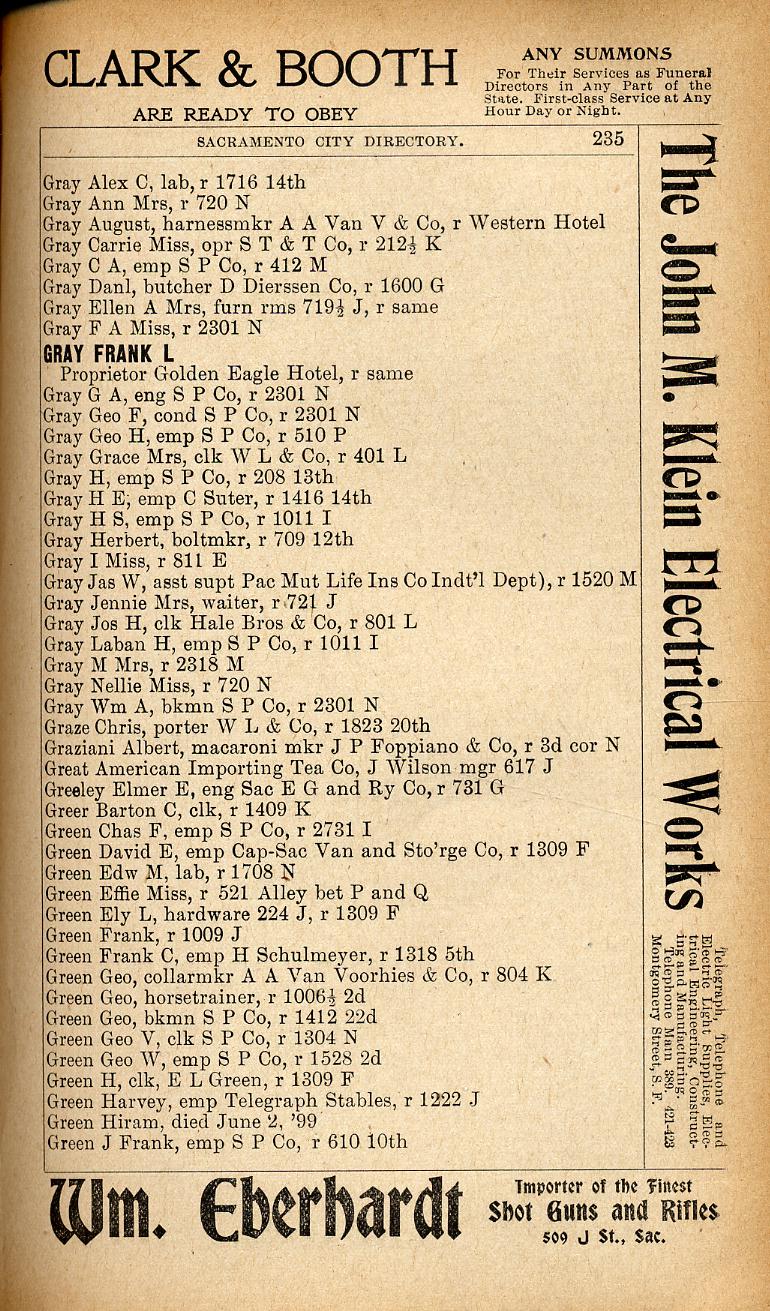 CLARK & BOOTH
ARE READY TO OBEY
ANY SUMMONS
For Their Services as Funeral
Directors in Any Part of the
State. First-class Service at Any
Hour Day or Night.
SACRAMENTO CITY DIRECTORY. 235
Gray Alex C, lab, r 1716 14th
Gray Ann Mrs, r 720 N
Gray August, harnessmkr A A Van V & Co, r Western Hotel
Gray Carrie Miss, opr S T & T Co, r 212½ K
Gray C A, emp S P Co, r 412 M
Gray Danl, butcher D Dierssen Co, r 1600 G
Gray Ellen A Mrs, furn rms 719½ J, r same
Gray F A Miss, r 2301 N
GRAY FRANK L
Proprietor Golden Eagle Hotel, r same
Gray G A, eng S P Co, r 2301 N
Gray Geo F, cond S P Co, r 2301 N
Gray Geo H, emp S P Co, r 510 P
Gray Grace Mrs, clk W L & Co, r 401 L
Gray H, emp S P Co, r 208 13th
Gray H E, emp C Suter, r 1416 14th
Gray H S, emp S P Co, r 1011 I
Gray Herbert, boltmkr, r 709 12th
Gray I Miss, r 811 E
Gray Jas W, asst supt Pac Mut Life Ins Co Indt'l Dept), r 1520 M
Gray Jennie Mrs, waiter, r 721 J
Gray Jos H, clk Hale Bros & Co, r 801 L
Gray Laban H, emp S P Co, r 1011 I
Gray M Mrs, r 2318 M
Gray Nellie Miss, r 720 N
Gray Wm A, bkmn S P Co, r 2301 N
Graze Chris, porter W L & Co, r 1823 20th
Graziani Albert, macaroni mkr J P Foppiano & Co, r 3d cor N
Great American Importing Tea Co, J Wilson mgr 617 J
Greeley Elmer E, eng Sac E G and Ry Co, r 731 G
Greer Barton C, clk, r 1409 K
Green Chas F, emp S P Co, r 2731 I
Green David E, emp Cap-Sac Van and Sto'rge Co, r 1309 F
Green Edw M, lab, r 1708 N
Green Effie Miss, r 521 Alley bet P and Q
Green Ely L, hardware 224 J, r 1309 F
Green Frank, r 1009 J
Green Frank C, emp H Schulmeyer, r 1318 5th
Green Geo, collarmkr A A Van Voorhies & Co, r 804 K
Green Geo, horsetrainer, r 1006½ 2d
Green Geo, bkmn S P Co, r 1412 22d
Green Geo V, clk S P Co, r 1304 N
Green Geo W, emp S P Co, r 1528 2d
Green H, clk, E L Green, r 1309 F
Green Harvey, emp Telegraph Stables, r 1222 J
Green Hiram, died June 2, '99
Green J Frank, emp S P Co, r 610 10th
The John M. Klein Electrical Works
Telegraph, Telephone and
Electric Light Supplies, Elec-
trical Engineering, Construct-
ing and Manufacturing.
Telephone Main 389. 421-423
Montgomery Street, S. F.
Wm. Eberhardt
Importer of the Finest
Shot Guns and Rifles
509 J St., Sac.